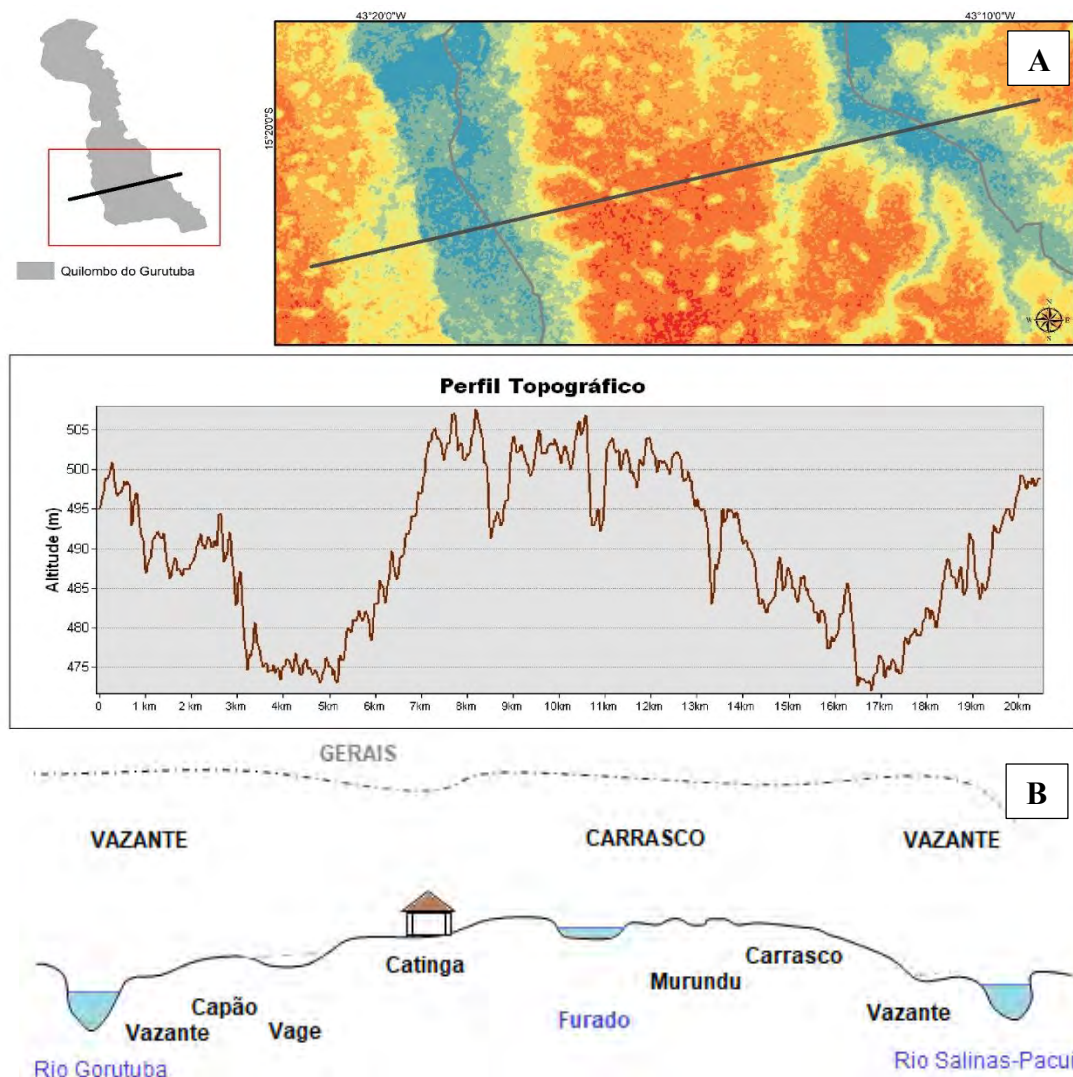 43°20'0"W
43°10'0"W
A
15°20'0"S
Quilombo do Gurutuba
N
W E
S
Perfil Topográfico
Altitude (m)
505
500
495
490
485
480
475
0 1 km 2km 3km 4km 5km 6km 7km 8km 9km 10km 11km 12km 13km 14km 15km 16km 17km 18km 19km 20km
GERAIS
B
VAZANTE CARRASCO VAZANTE
Catinga
Carrasco
Murundu
Capão
Vazante
Vage
Furado
Vazante
Rio Gorutuba
Rio Salinas-Pacuí